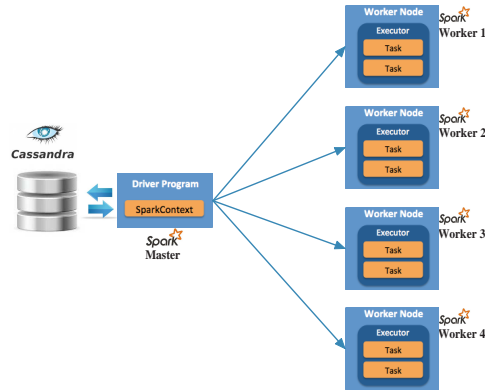 Cassandra
Driver Program
SparkContext
Spark
Master
Worker Node
Executor
Task
Task
Spark
Worker 1
Worker Node
Executor
Task
Task
Spark
Worker 2
Worker Node
Executor
Task
Task
Spark
Worker 3
Worker Node
Executor
Task
Task
Spark
Worker 4